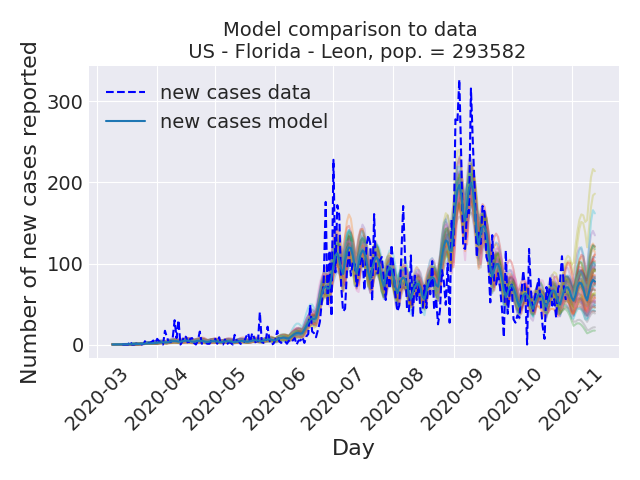 Model comparison to data
US - Florida - Leon, pop. = 293582
Number of new cases reported
300
200
100
0
new cases data
new cases model
2020-03
2020-04
2020-05
2020-06
2020-07
2020-08
2020-09
2020-10
2020-11
Day